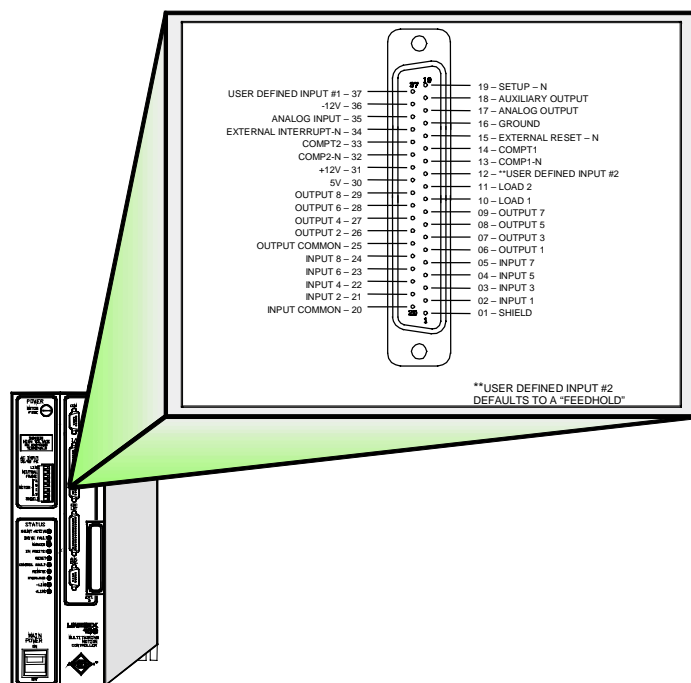 37 19
USER DEFINED INPUT #1 – 37
-12V – 36
ANALOG INPUT – 35
EXTERNAL INTERRUPT-N – 34
COMPT2 – 33
COMP2-N – 32
+12V – 31
5V – 30
OUTPUT 8 – 29
OUTPUT 6 – 28
OUTPUT 4 – 27
OUTPUT 2 – 26
OUTPUT COMMON – 25
INPUT 8 – 24
INPUT 6 – 23
INPUT 4 – 22
INPUT 2 – 21
INPUT COMMON – 20
19 – SETUP – N
18 – AUXILIARY OUTPUT
17 – ANALOG OUTPUT
16 – GROUND
15 – EXTERNAL RESET – N
14 – COMPT1
13 – COMP1-N
12 – **USER DEFINED INPUT #2
11 – LOAD 2
10 – LOAD 1
09 – OUTPUT 7
08 – OUTPUT 5
07 – OUTPUT 3
06 – OUTPUT 1
05 – INPUT 7
04 – INPUT 5
03 – INPUT 3
02 – INPUT 1
01 – SHIELD
20
1
**USER DEFINED INPUT #2
DEFAULTS TO A “FEEDHOLD”
POWER
STATUS
MAIN
POWER
UNIDEX
MULTITASKING
MOTION
CONTROLLER